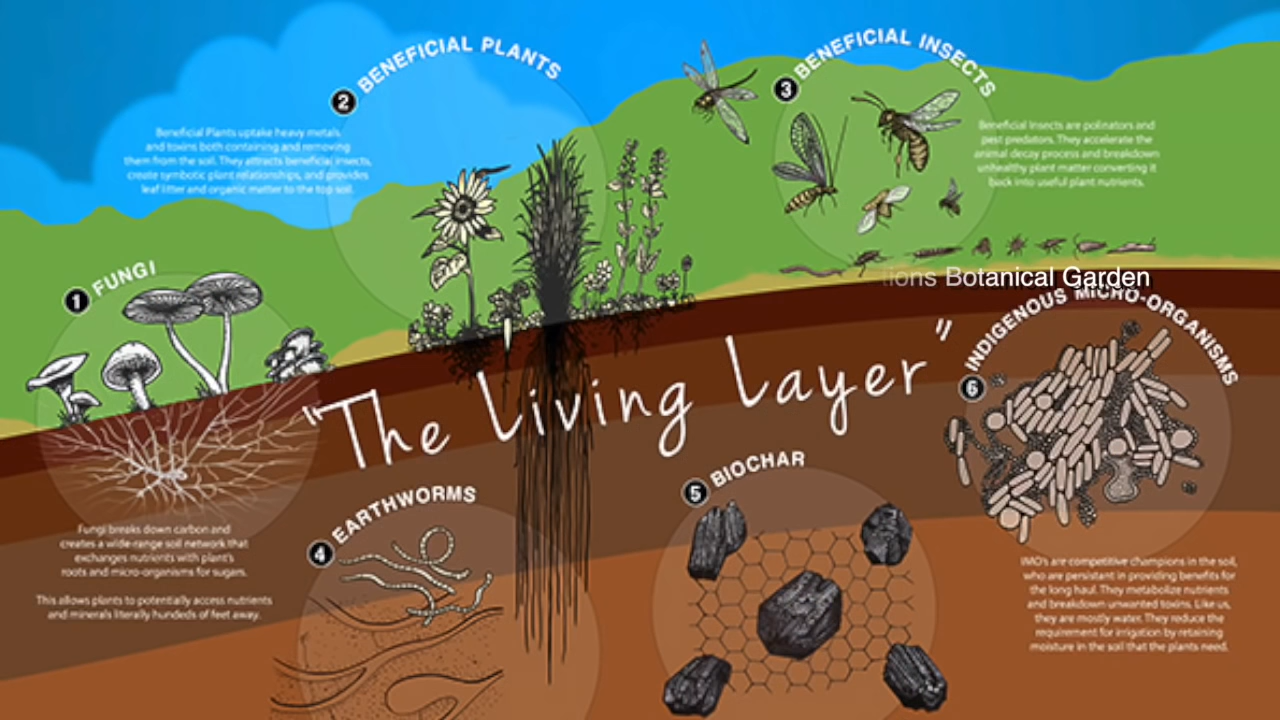 1 FUNGI
Fungi breaks down carbon and
creates a wide-range soil network that
exchanges nutrients with plant's
roots and micro-organisms for sugars.
This allows plants to potentially access nutrients
and minerals literally hundeds of feet away.
2 BENEFICIAL PLANTS
Beneficial Plants uptake heavy metals
and toxins both containing and removing
them from the soil. They attracts beneficial insects,
create symbotic plant relationships, and provides
leaf litter and organic matter to the top soil.
3 BENEFICIAL INSECTS
Beneficial Insects are polinators and
pest predators. They accelerate the
animal decay process and breakdown
unhealthy plant matter converting it
back into useful plant nutrients.
tions Botanical Garden
"The Living Layer"
4 EARTHWORMS
5 BIOCHAR
6 INDIGENOUS MICRO-ORGANISMS
IMO's are competitive champions in the soil,
who are persistant in providing benefits for
the long haul. They metabolize nutrients
and breakdown unwanted toxins. Like us,
they are mostly water. They reduce the
requirement for irrigation by retaining
moisture in the soil that the plants need.